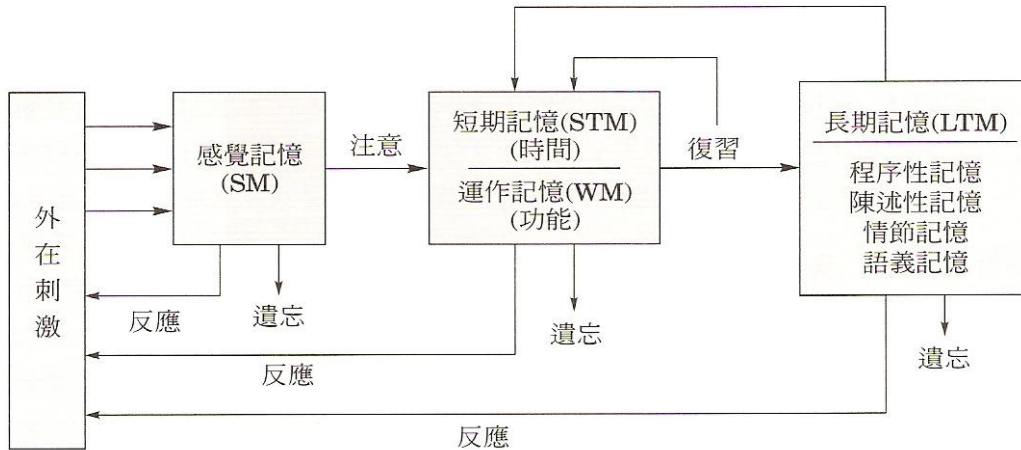 外在刺激
感覺記憶
(SM)
注意
短期記憶(STM)
(時間)
運作記憶(WM)
(功能)
復習
長期記憶(LTM)
程序性記憶
陳述性記憶
情節記憶
語義記憶
反應
遺忘
反應
遺忘
反應
遺忘